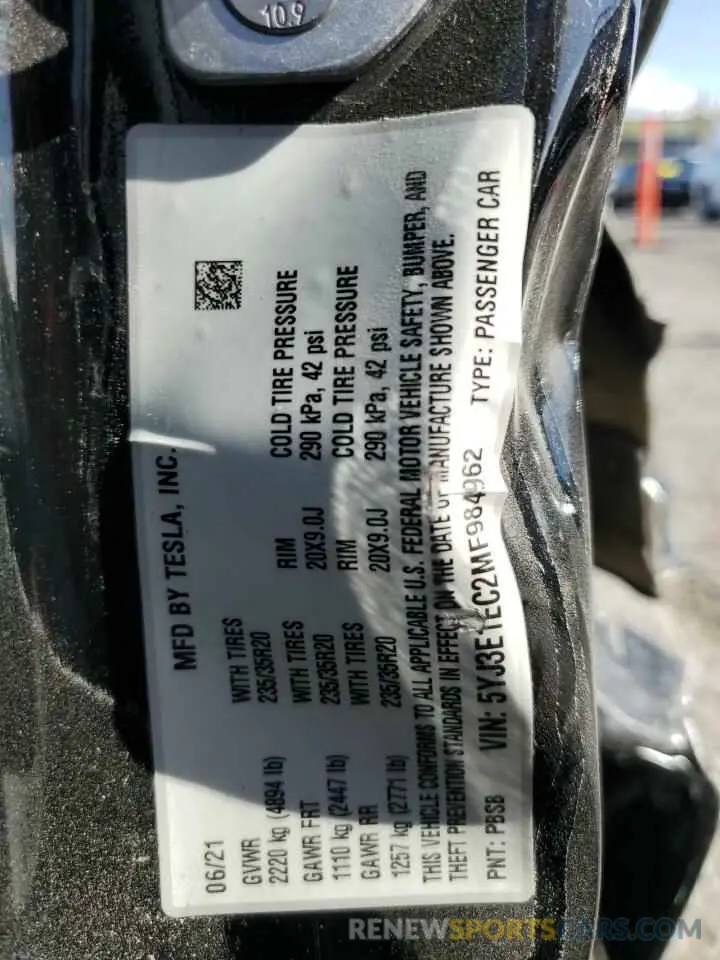 10.9
MFD BY TESLA, INC.
06/21
GVWR WITH TIRES RIM COLD TIRE PRESSURE
2220 kg (4894 lb) 235/35R20 20X9.0J 290 kPa, 42 psi
GAWR FRT WITH TIRES RIM COLD TIRE PRESSURE
1110 kg (2447 lb) 235/35R20 20X9.0J 290 kPa, 42 psi
GAWR RR WITH TIRES
1257 kg (2771 lb) 235/35R20
THIS VEHICLE CONFORMS TO ALL APPLICABLE U.S. FEDERAL MOTOR VEHICLE SAFETY, BUMPER, AND
THEFT PREVENTION STANDARDS IN EFFECT ON THE DATE OF MANUFACTURE SHOWN ABOVE.
PNT: PBSB VIN: 5YJ3E1EC2MF984962 TYPE: PASSENGER CAR
RENEWSPORTSCARS.COM